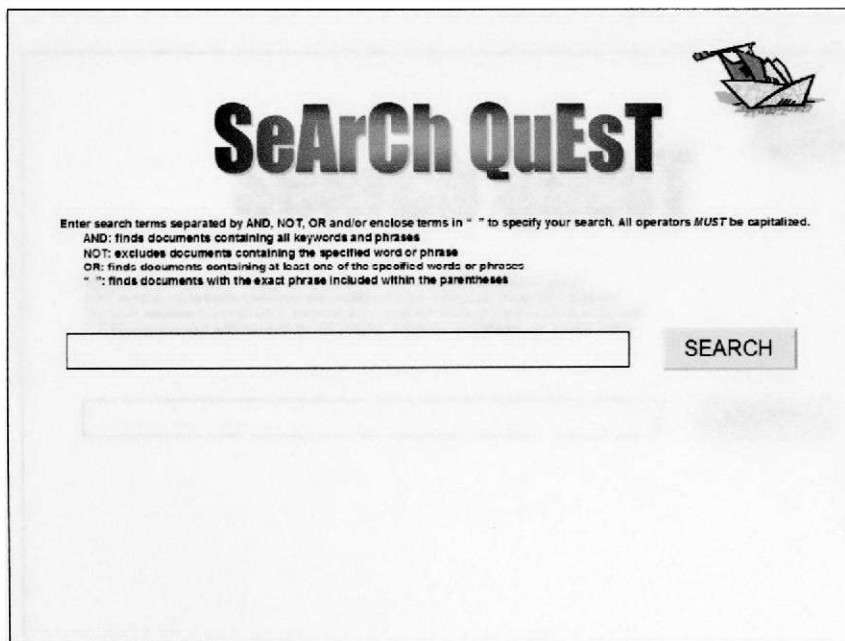 SeArCh QuEsT
Enter search terms separated by AND, NOT, OR and/or enclose terms in “ ” to specify your search. All operators MUST be capitalized.
AND: finds documents containing all keywords and phrases
NOT: excludes documents containing the specified word or phrase
OR: finds documents containing at least one of the specified words or phrases
“ ”: finds documents with the exact phrase included within the parentheses
SEARCH